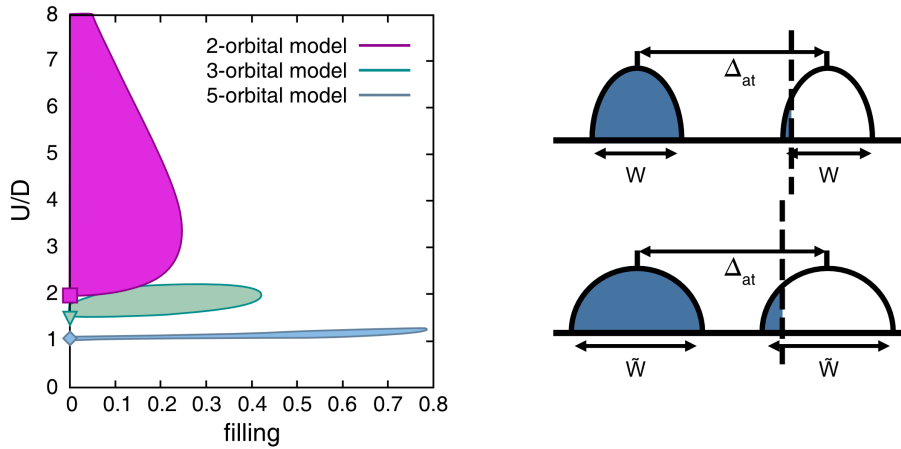 8
7
6
5
4
3
2
1
0
U/D
2-orbital model
3-orbital model
5-orbital model
0 0.1 0.2 0.3 0.4 0.5 0.6 0.7 0.8
filling
Δat
W W
Δat
W̃ W̃